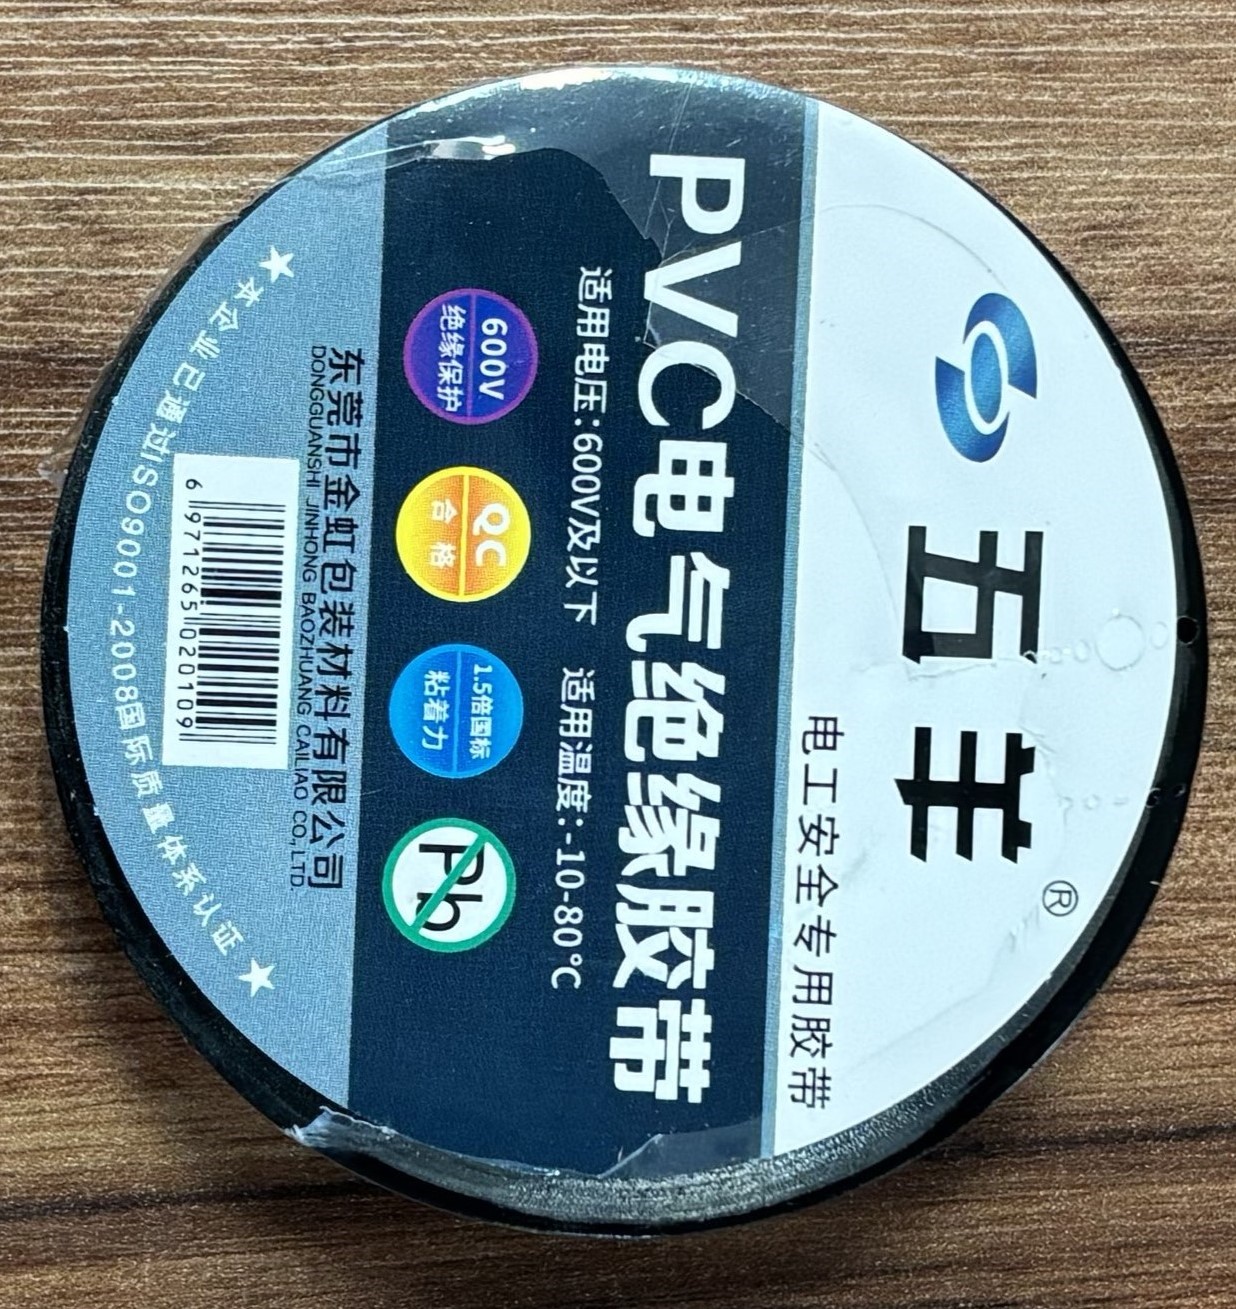 五羊®
电工安全专用胶带
PVC电气绝缘胶带
适用电压:600V及以下 适用温度:-10-80℃
600V
绝缘保护
QC
合格
1.5倍国标
粘着力
Pb
东莞市金虹包装材料有限公司
DONGGUANSHI JINHONG BAOZHUANG CAILIAO CO., LTD.
6 971265 020109
★本企业已通过ISO9001-2008国际质量体系认证★